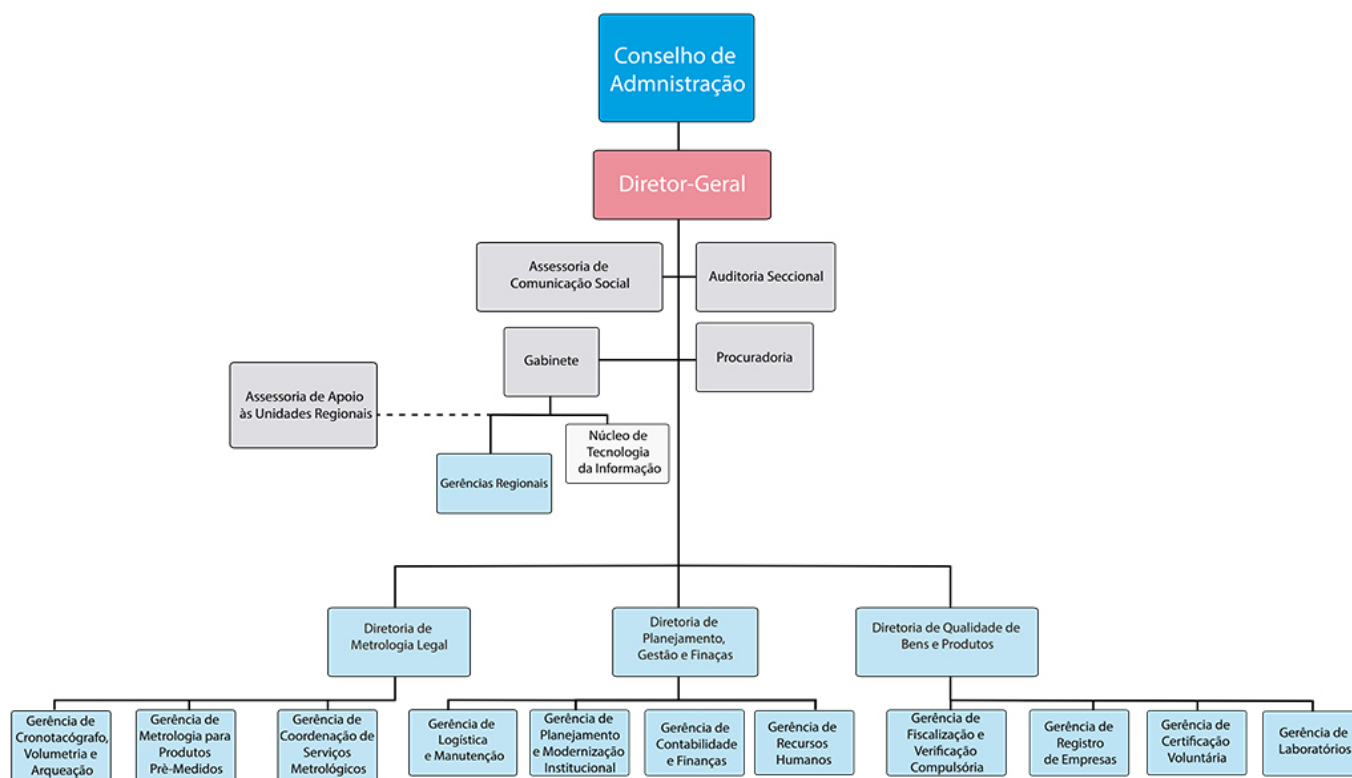 Conselho de
Admnistração
Diretor-Geral
Assessoria de
Comunicação Social
Auditoria Seccional
Gabinete
Procuradoria
Assessoria de Apoio
às Unidades Regionais
Núcleo de
Tecnologia
da Informação
Gerências Regionais
Diretoria de
Metrologia Legal
Diretoria de
Planejamento,
Gestão e Finaças
Diretoria de Qualidade de
Bens e Produtos
Gerência de
Cronotacógrafo,
Volumetria e
Arqueação
Gerência de
Metrologia para
Produtos
Prè-Medidos
Gerência de
Coordenação de
Serviços
Metrológicos
Gerência de
Logística
e Manutenção
Gerência de
Planejamento
e Modernização
Institucional
Gerência de
Contabilidade
e Finanças
Gerência de
Recursos
Humanos
Gerência de
Fiscalização e
Verificação
Compulsória
Gerência de
Registro
de Empresas
Gerência de
Certificação
Voluntária
Gerência de
Laboratórios